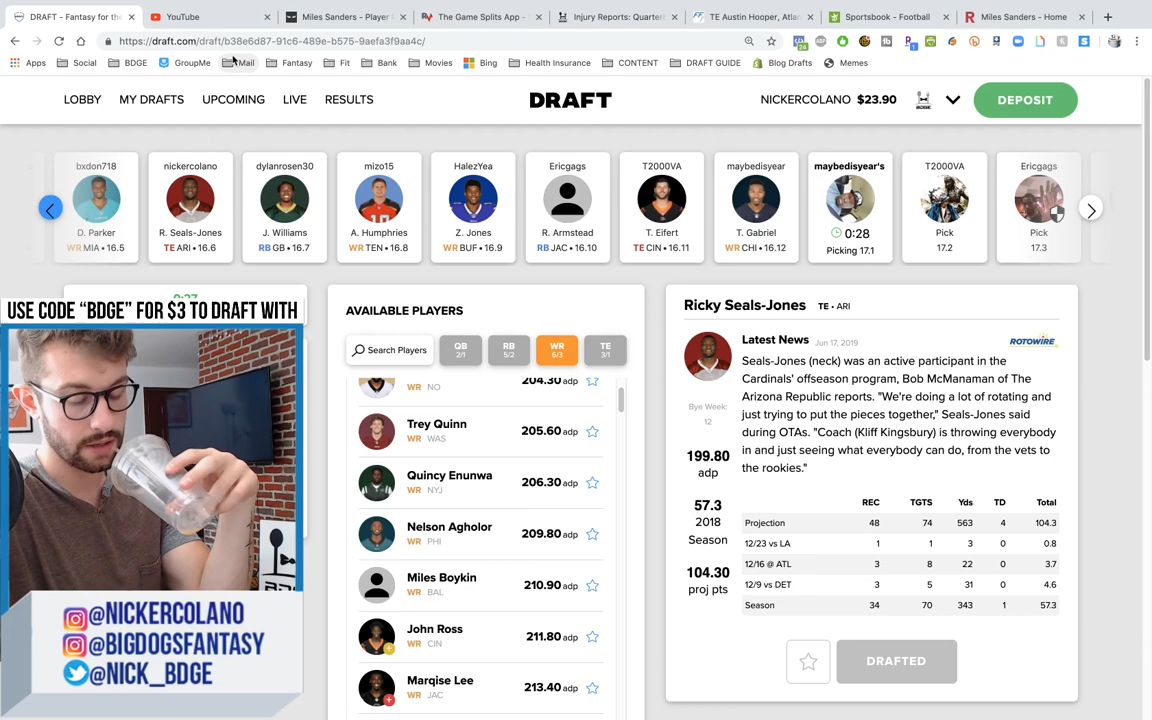 DRAFT - Fantasy for the
YouTube
Miles Sanders - Player
The Game Splits App -
Injury Reports: Quarter
TE Austin Hooper, Atlan
Sportsbook - Football
Miles Sanders - Home
https://draft.com/draft/b38e6d87-91c6-489e-b575-9aefa3f9aa4c/
Apps Social BDGE GroupMe Mail Fantasy Fit Bank Movies Bing Health Insurance CONTENT DRAFT GUIDE Blog Drafts Memes
LOBBY MY DRAFTS UPCOMING LIVE RESULTS DRAFT NICKERCOLANO $23.90 DEPOSIT
bxdon718 nickercolano dylanrosen30 mizo15 HalezYea Ericgags T2000VA maybedisyear maybedisyear's T2000VA Ericgags
D. Parker R. Seals-Jones J. Williams A. Humphries Z. Jones R. Armstead T. Eifert T. Gabriel 0:28 Pick Pick
WR MIA • 16.5 TE ARI • 16.6 RB GB • 16.7 WR TEN • 16.8 WR BUF • 16.9 RB JAC • 16.10 TE CIN • 16.11 WR CHI • 16.12 Picking 17.1 17.2 17.3
USE CODE "BDGE" FOR $3 TO DRAFT WITH
@NICKERCOLANO
@BIGDOGSFANTASY
@NICK_BDGE
AVAILABLE PLAYERS
Search Players
QB 2/1
RB 5/2
WR 6/3
TE 3/1
WR NO 204.30 adp
Trey Quinn
WR WAS 205.60 adp
Quincy Enunwa
WR NYJ 206.30 adp
Nelson Agholor
WR PHI 209.80 adp
Miles Boykin
WR BAL 210.90 adp
John Ross
WR CIN 211.80 adp
Marqise Lee
WR JAC 213.40 adp
Ricky Seals-Jones TE • ARI
Latest News Jun 17, 2019
ROTOWIRE
Seals-Jones (neck) was an active participant in the
Cardinals' offseason program, Bob McManaman of The
Arizona Republic reports. "We're doing a lot of rotating and
just trying to put the pieces together," Seals-Jones said
during OTAs. "Coach (Kliff Kingsbury) is throwing everybody
in and just seeing what everybody can do, from the vets to
the rookies."
Bye Week:
12
199.80
adp
57.3
2018
Season
104.30
proj pts
REC TGTS Yds TD Total
Projection 48 74 563 4 104.3
12/23 vs LA 1 1 3 0 0.8
12/16 @ ATL 3 8 22 0 3.7
12/9 vs DET 3 5 31 0 4.6
Season 34 70 343 1 57.3
DRAFTED